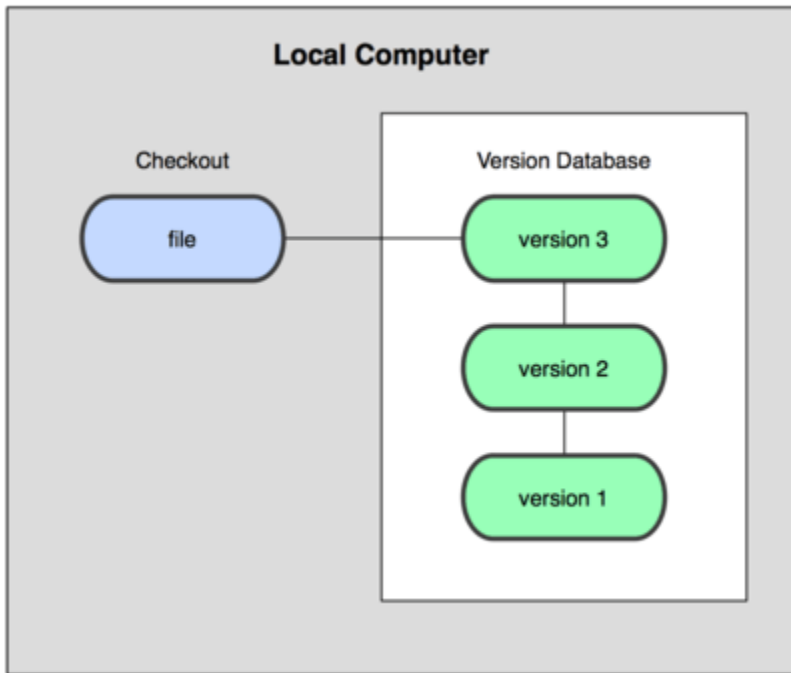 Local Computer
Checkout
Version Database
file
version 3
version 2
version 1